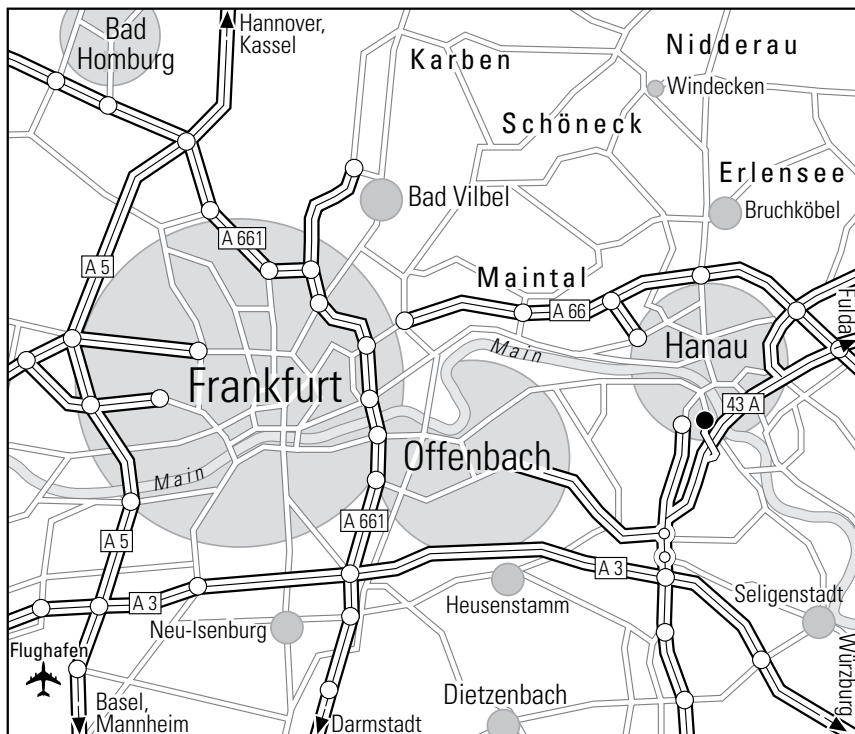 Bad
Homburg
Hannover,
Kassel
Karben
Nidderau
Windecken
Schöneck
Erlensee
Bad Vilbel
Bruchköbel
A 661
A 5
Maintal
A 66
Fulda
Main
Hanau
Frankfurt
43 A
Offenbach
Main
A 661
A 5
A 3
A 3
Heusenstamm
Seligenstadt
Neu-Isenburg
Flughafen
Würzburg
Basel,
Mannheim
Darmstadt
Dietzenbach